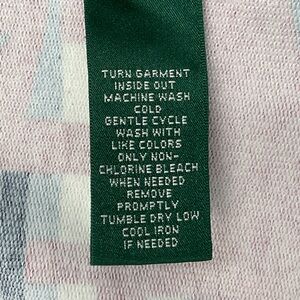 TURN GARMENT
INSIDE OUT
MACHINE WASH
COLD
GENTLE CYCLE
WASH WITH
LIKE COLORS
ONLY NON-
CHLORINE BLEACH
WHEN NEEDED
REMOVE
PROMPTLY
TUMBLE DRY LOW
COOL IRON
IF NEEDED